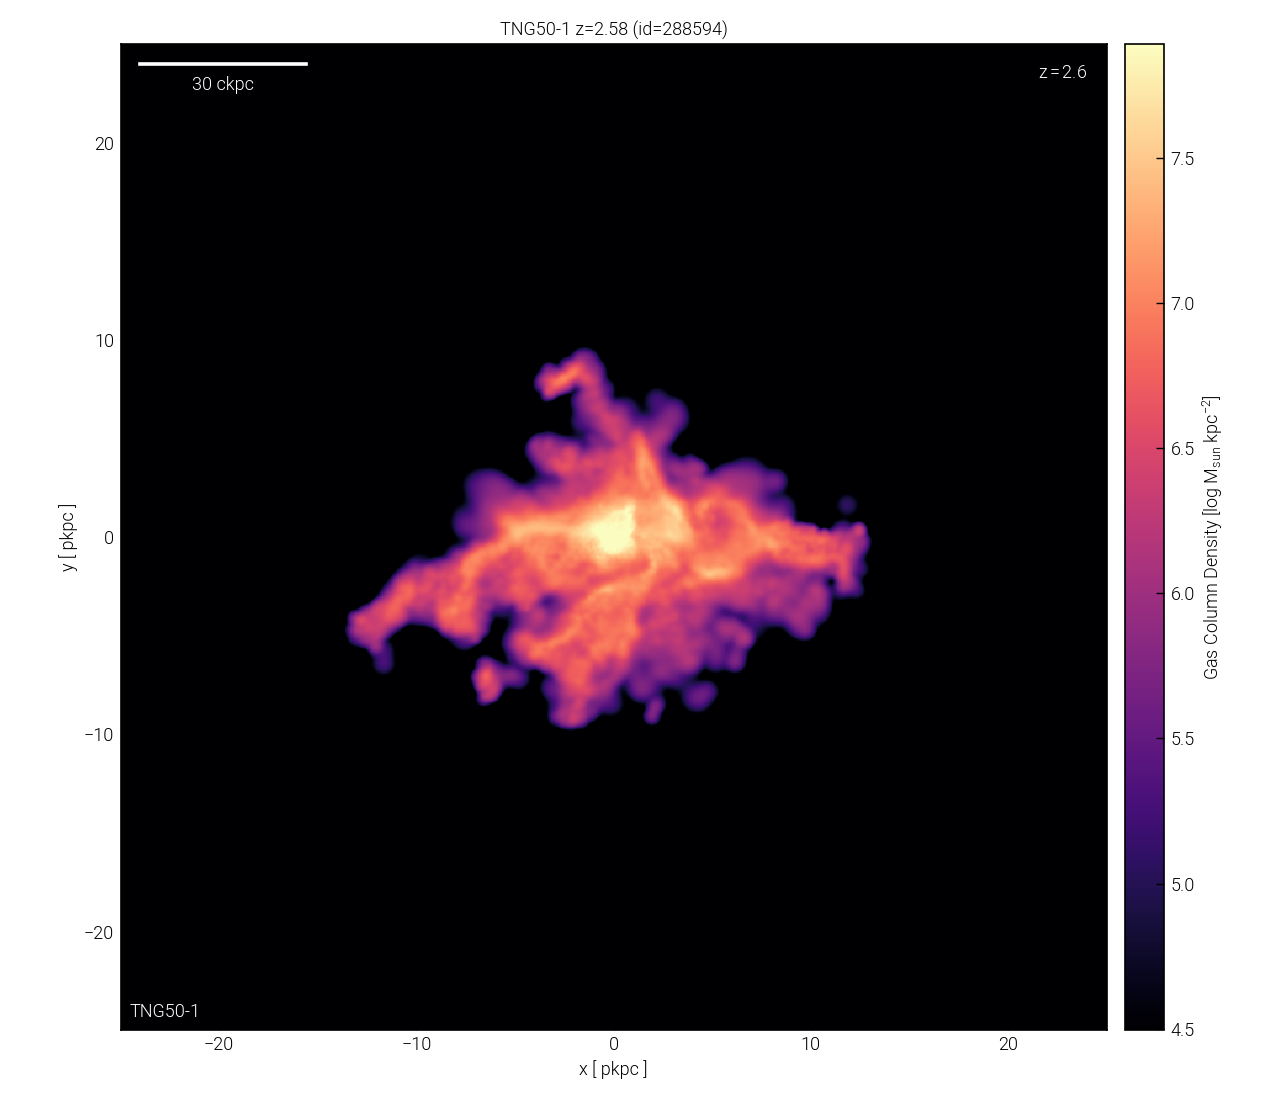 TNG50-1 z=2.58 (id=288594)
30 ckpc
z=2.6
20
10
0
−10
−20
y [ pkpc ]
TNG50-1
−20
−10
0
10
20
x [ pkpc ]
7.5
7.0
6.5
6.0
5.5
5.0
4.5
Gas Column Density [log Msun kpc⁻²]